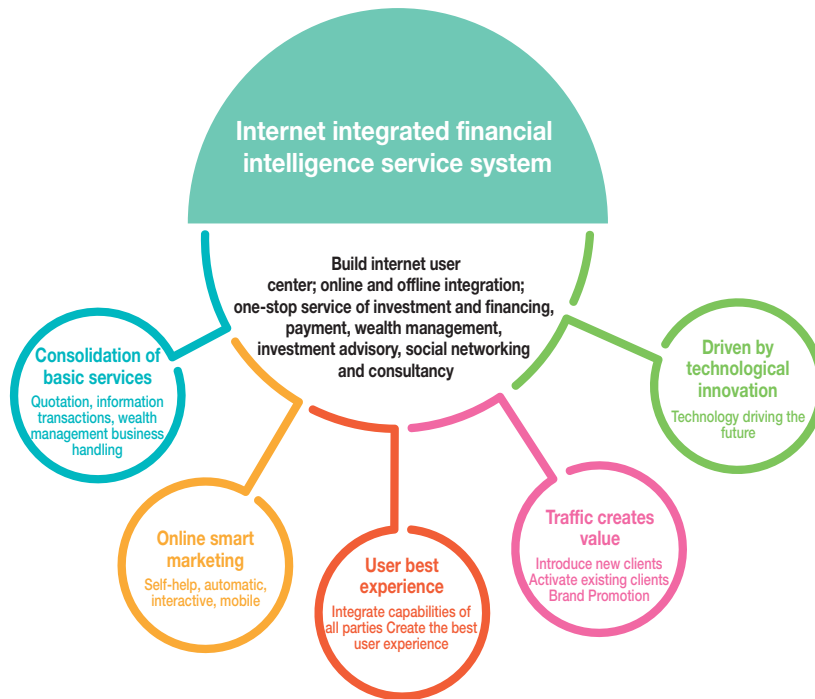 Internet integrated financial
intelligence service system
Build internet user
center; online and offline integration;
one-stop service of investment and financing,
payment, wealth management,
investment advisory, social networking
and consultancy
Consolidation of
basic services
Quotation, information
transactions, wealth
management business
handling
Online smart
marketing
Self-help, automatic,
interactive, mobile
User best
experience
Integrate capabilities of
all parties Create the best
user experience
Traffic creates
value
Introduce new clients
Activate existing clients
Brand Promotion
Driven by
technological
innovation
Technology driving the
future